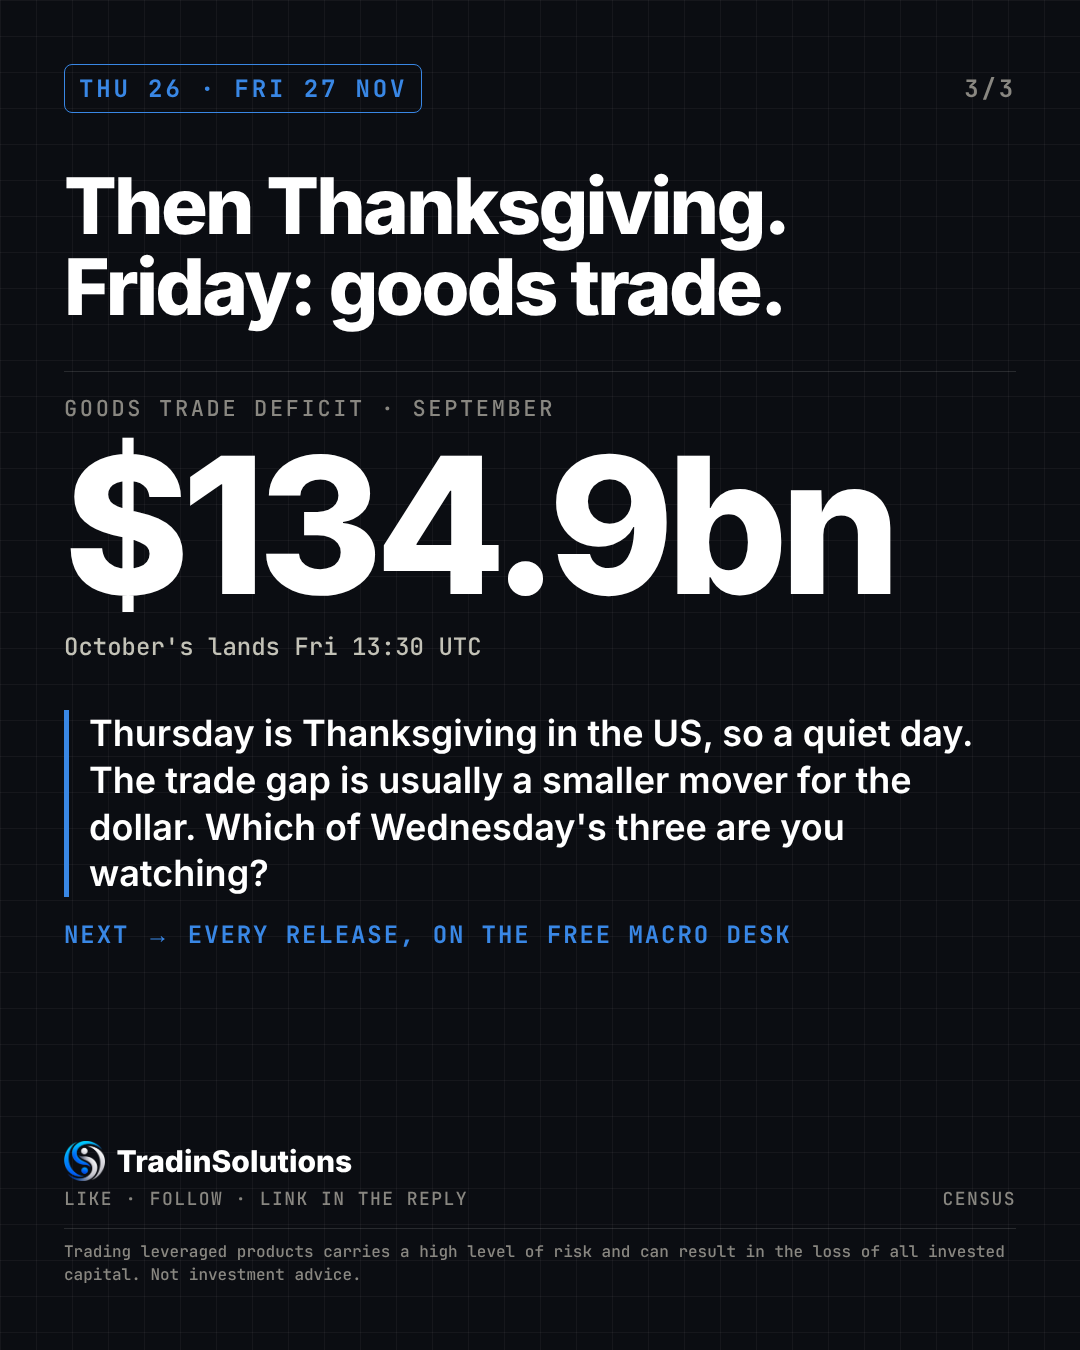 THU 26 · FRI 27 NOV
3/3
Then Thanksgiving.
Friday: goods trade.
GOODS TRADE DEFICIT · SEPTEMBER
$134.9bn
October's lands Fri 13:30 UTC
Thursday is Thanksgiving in the US, so a quiet day.
The trade gap is usually a smaller mover for the
dollar. Which of Wednesday's three are you
watching?
NEXT → EVERY RELEASE, ON THE FREE MACRO DESK
TradinSolutions
LIKE · FOLLOW · LINK IN THE REPLY
CENSUS
Trading leveraged products carries a high level of risk and can result in the loss of all invested
capital. Not investment advice.